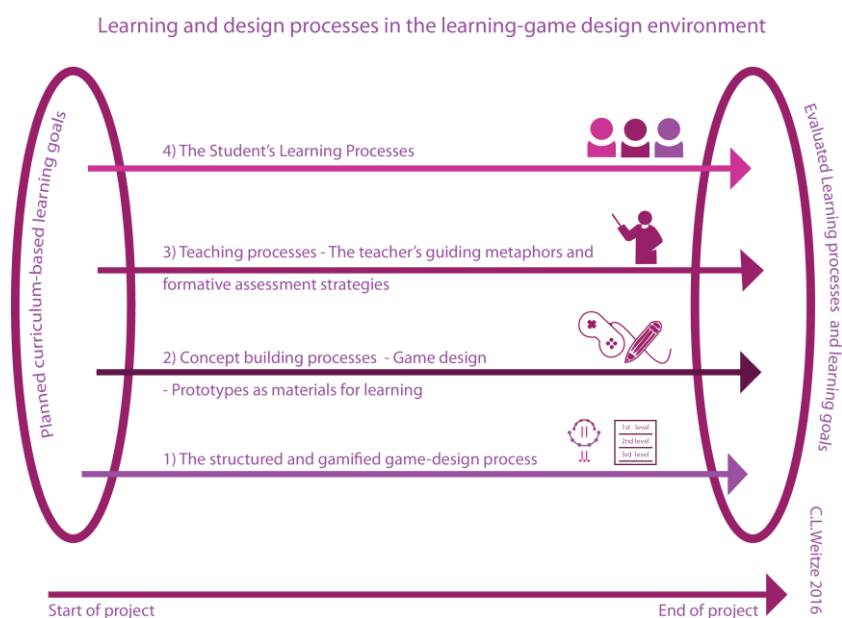 Learning and design processes in the learning-game design environment
Planned curriculum-based learning goals
4) The Student's Learning Processes
3) Teaching processes - The teacher's guiding metaphors and
formative assessment strategies
2) Concept building processes - Game design
- Prototypes as materials for learning
1) The structured and gamified game-design process
1st level
2nd level
3rd level
Evaluated Learning processes and learning goals
C.L.Weitze 2016
Start of project
End of project